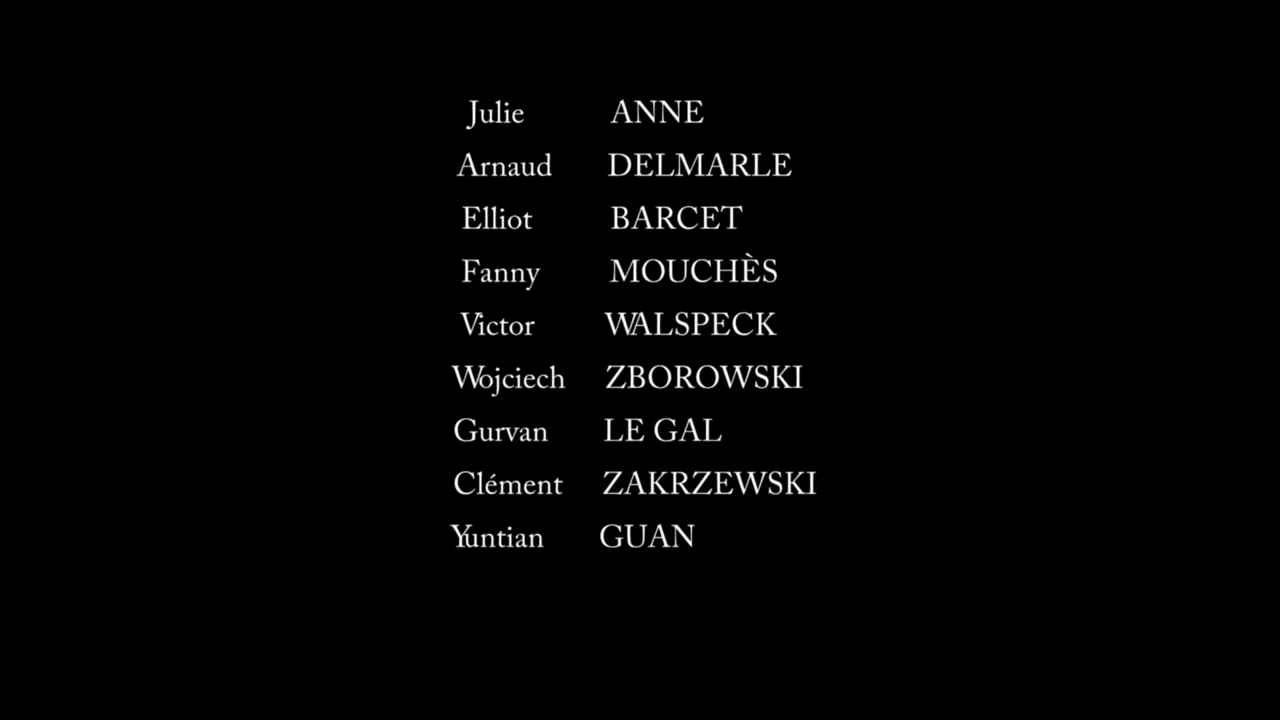 Julie ANNE
Arnaud DELMARLE
Elliot BARCET
Fanny MOUCHÈS
Victor WALSPECK
Wojciech ZBOROWSKI
Gurvan LE GAL
Clément ZAKRZEWSKI
Yuntian GUAN